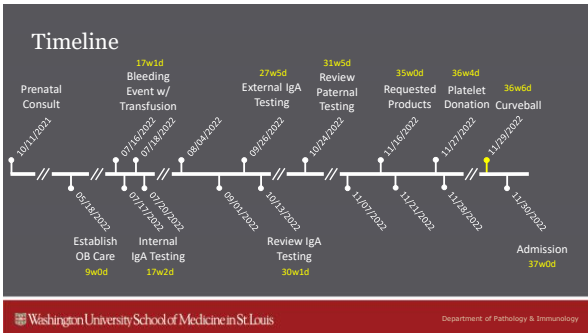 Timeline
Prenatal
Consult
17w1d
Bleeding
Event w/
Transfusion
27w5d
External IgA
Testing
31w5d
Review
Paternal
Testing
35w0d
Requested
Products
36w4d
Platelet
Donation
36w6d
Curveball
10/11/2021
07/16/2022
07/18/2022
08/04/2022
09/26/2022
10/24/2022
11/16/2022
11/27/2022
11/29/2022
05/18/2022
07/17/2022
07/20/2022
09/01/2022
10/13/2022
11/07/2022
11/21/2022
11/28/2022
11/30/2022
Establish
OB Care
9w0d
Internal
IgA Testing
17w2d
Review IgA
Testing
30w1d
Admission
37w0d
Washington University School of Medicine in St. Louis
Department of Pathology & Immunology